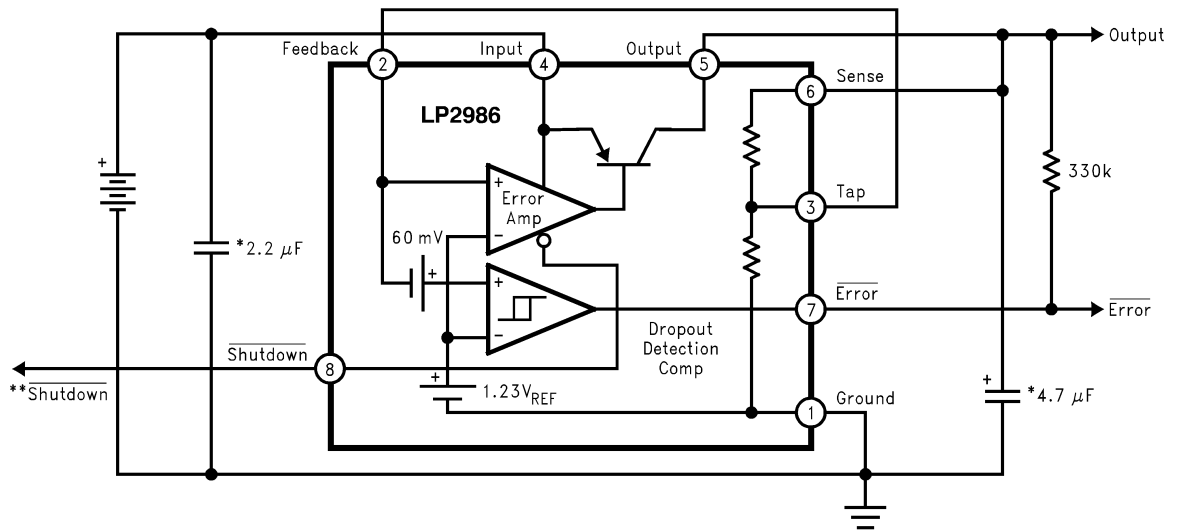 Feedback
Input
Output
Output
2
4
5
+
LP2986
6
Sense
330k
+
Error
Amp
−
3
Tap
60 mV
*2.2 μF
+
+
−
Error
7
Error
Dropout
Detection
Comp
Shutdown
8
**Shutdown
+
1.23VREF
Ground
1
+
*4.7 μF